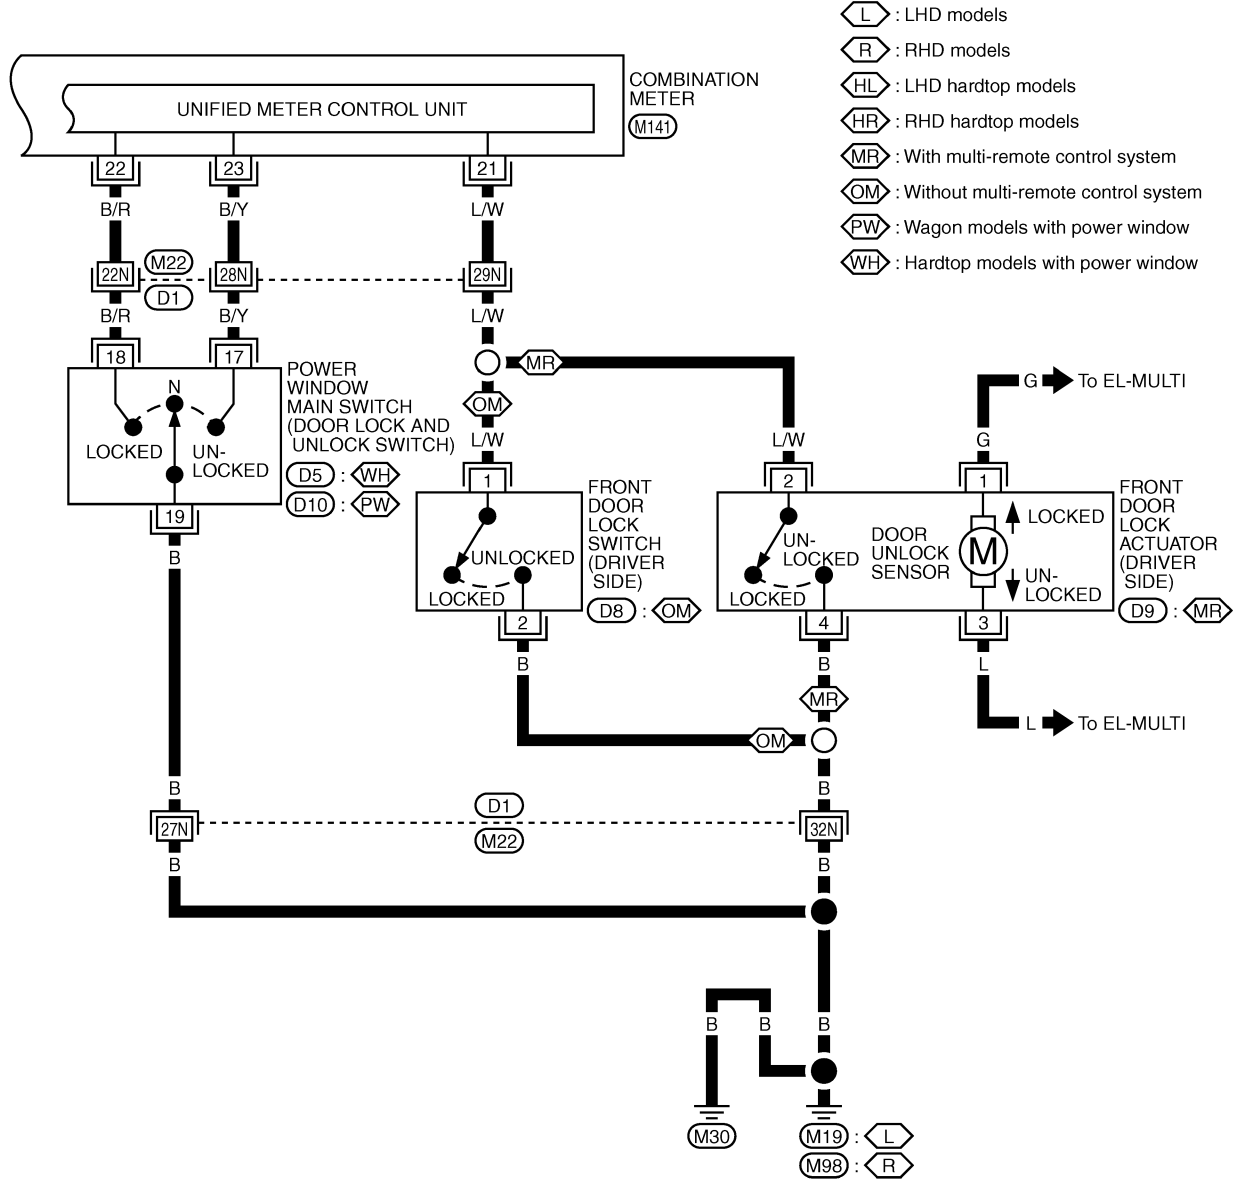 L : LHD models
R : RHD models
HL : LHD hardtop models
HR : RHD hardtop models
MR : With multi-remote control system
OM : Without multi-remote control system
PW : Wagon models with power window
WH : Hardtop models with power window
COMBINATION
METER
M141
UNIFIED METER CONTROL UNIT
22 23 21
B/R B/Y L/W
M22
22N 28N 29N
D1
B/R B/Y L/W
18 17
POWER
WINDOW
MAIN SWITCH
(DOOR LOCK AND
UNLOCK SWITCH)
D5 : WH
D10 : PW
N
LOCKED
UN-
LOCKED
19
B
MR
OM
L/W L/W G
G To EL-MULTI
1 2 1
FRONT
DOOR
LOCK
SWITCH
(DRIVER
SIDE)
D8 : OM
UNLOCKED
LOCKED
2
B
UN-
LOCKED
LOCKED
DOOR
UNLOCK
SENSOR
M
LOCKED
UN-
LOCKED
FRONT
DOOR
LOCK
ACTUATOR
(DRIVER
SIDE)
D9 : MR
4 3
B L
MR
L To EL-MULTI
OM
B B
D1
27N 32N
M22
B B
B B B
M30
M19 : L
M98 : R